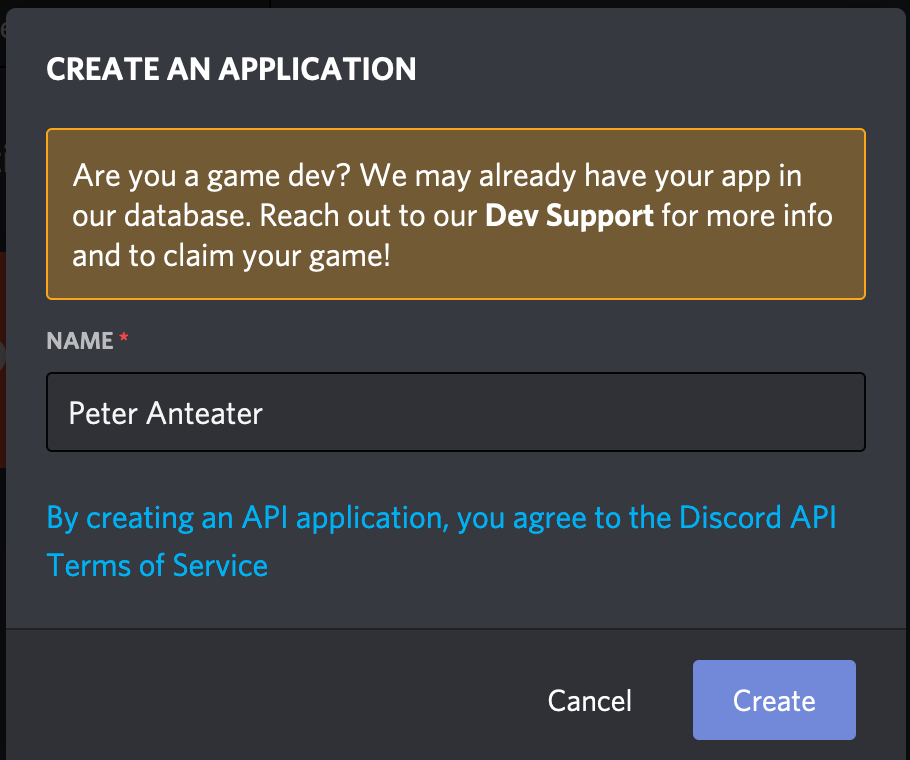 CREATE AN APPLICATION
Are you a game dev? We may already have your app in
our database. Reach out to our Dev Support for more info
and to claim your game!
NAME *
Peter Anteater
By creating an API application, you agree to the Discord API
Terms of Service
Cancel
Create